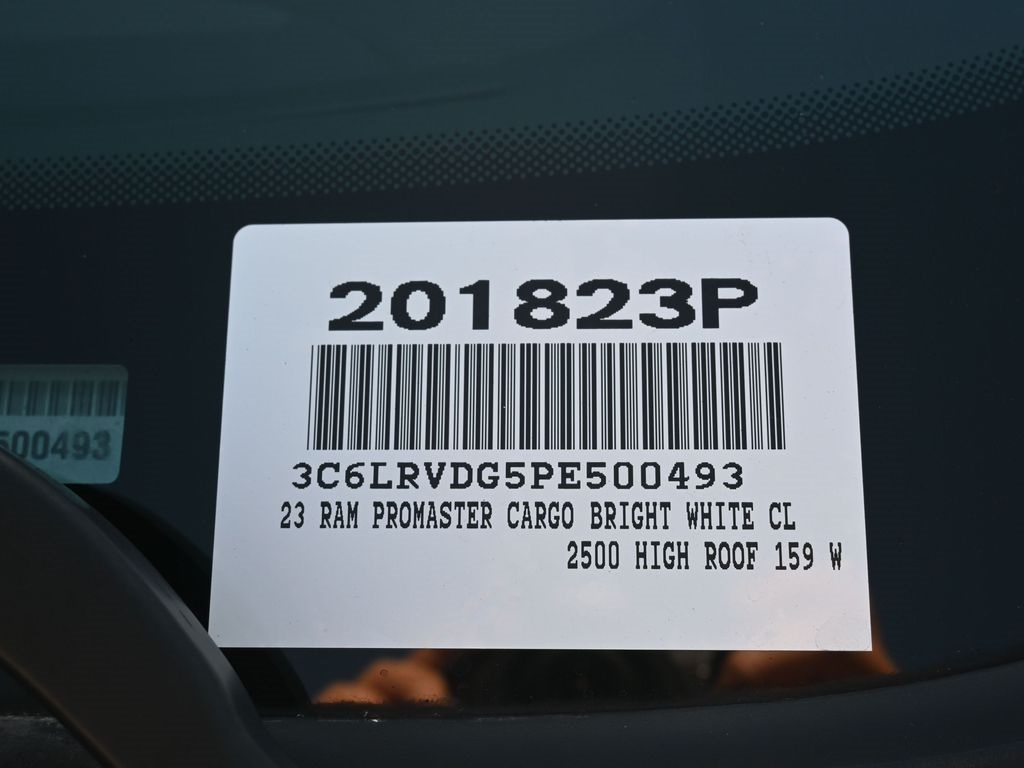 201823P
500493
3C6LRVDG5PE500493
23 RAM PROMASTER CARGO BRIGHT WHITE CL
2500 HIGH ROOF 159 W